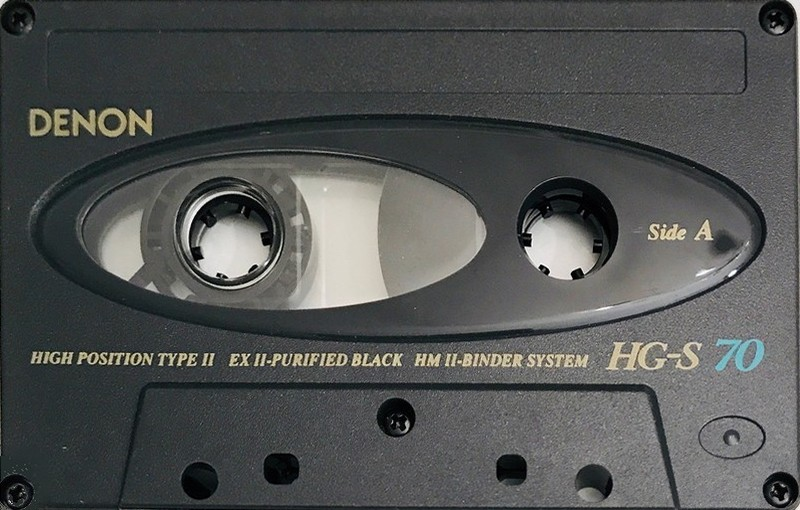 DENON
Side A
HIGH POSITION TYPE II EX II-PURIFIED BLACK HM II-BINDER SYSTEM HG-S 70